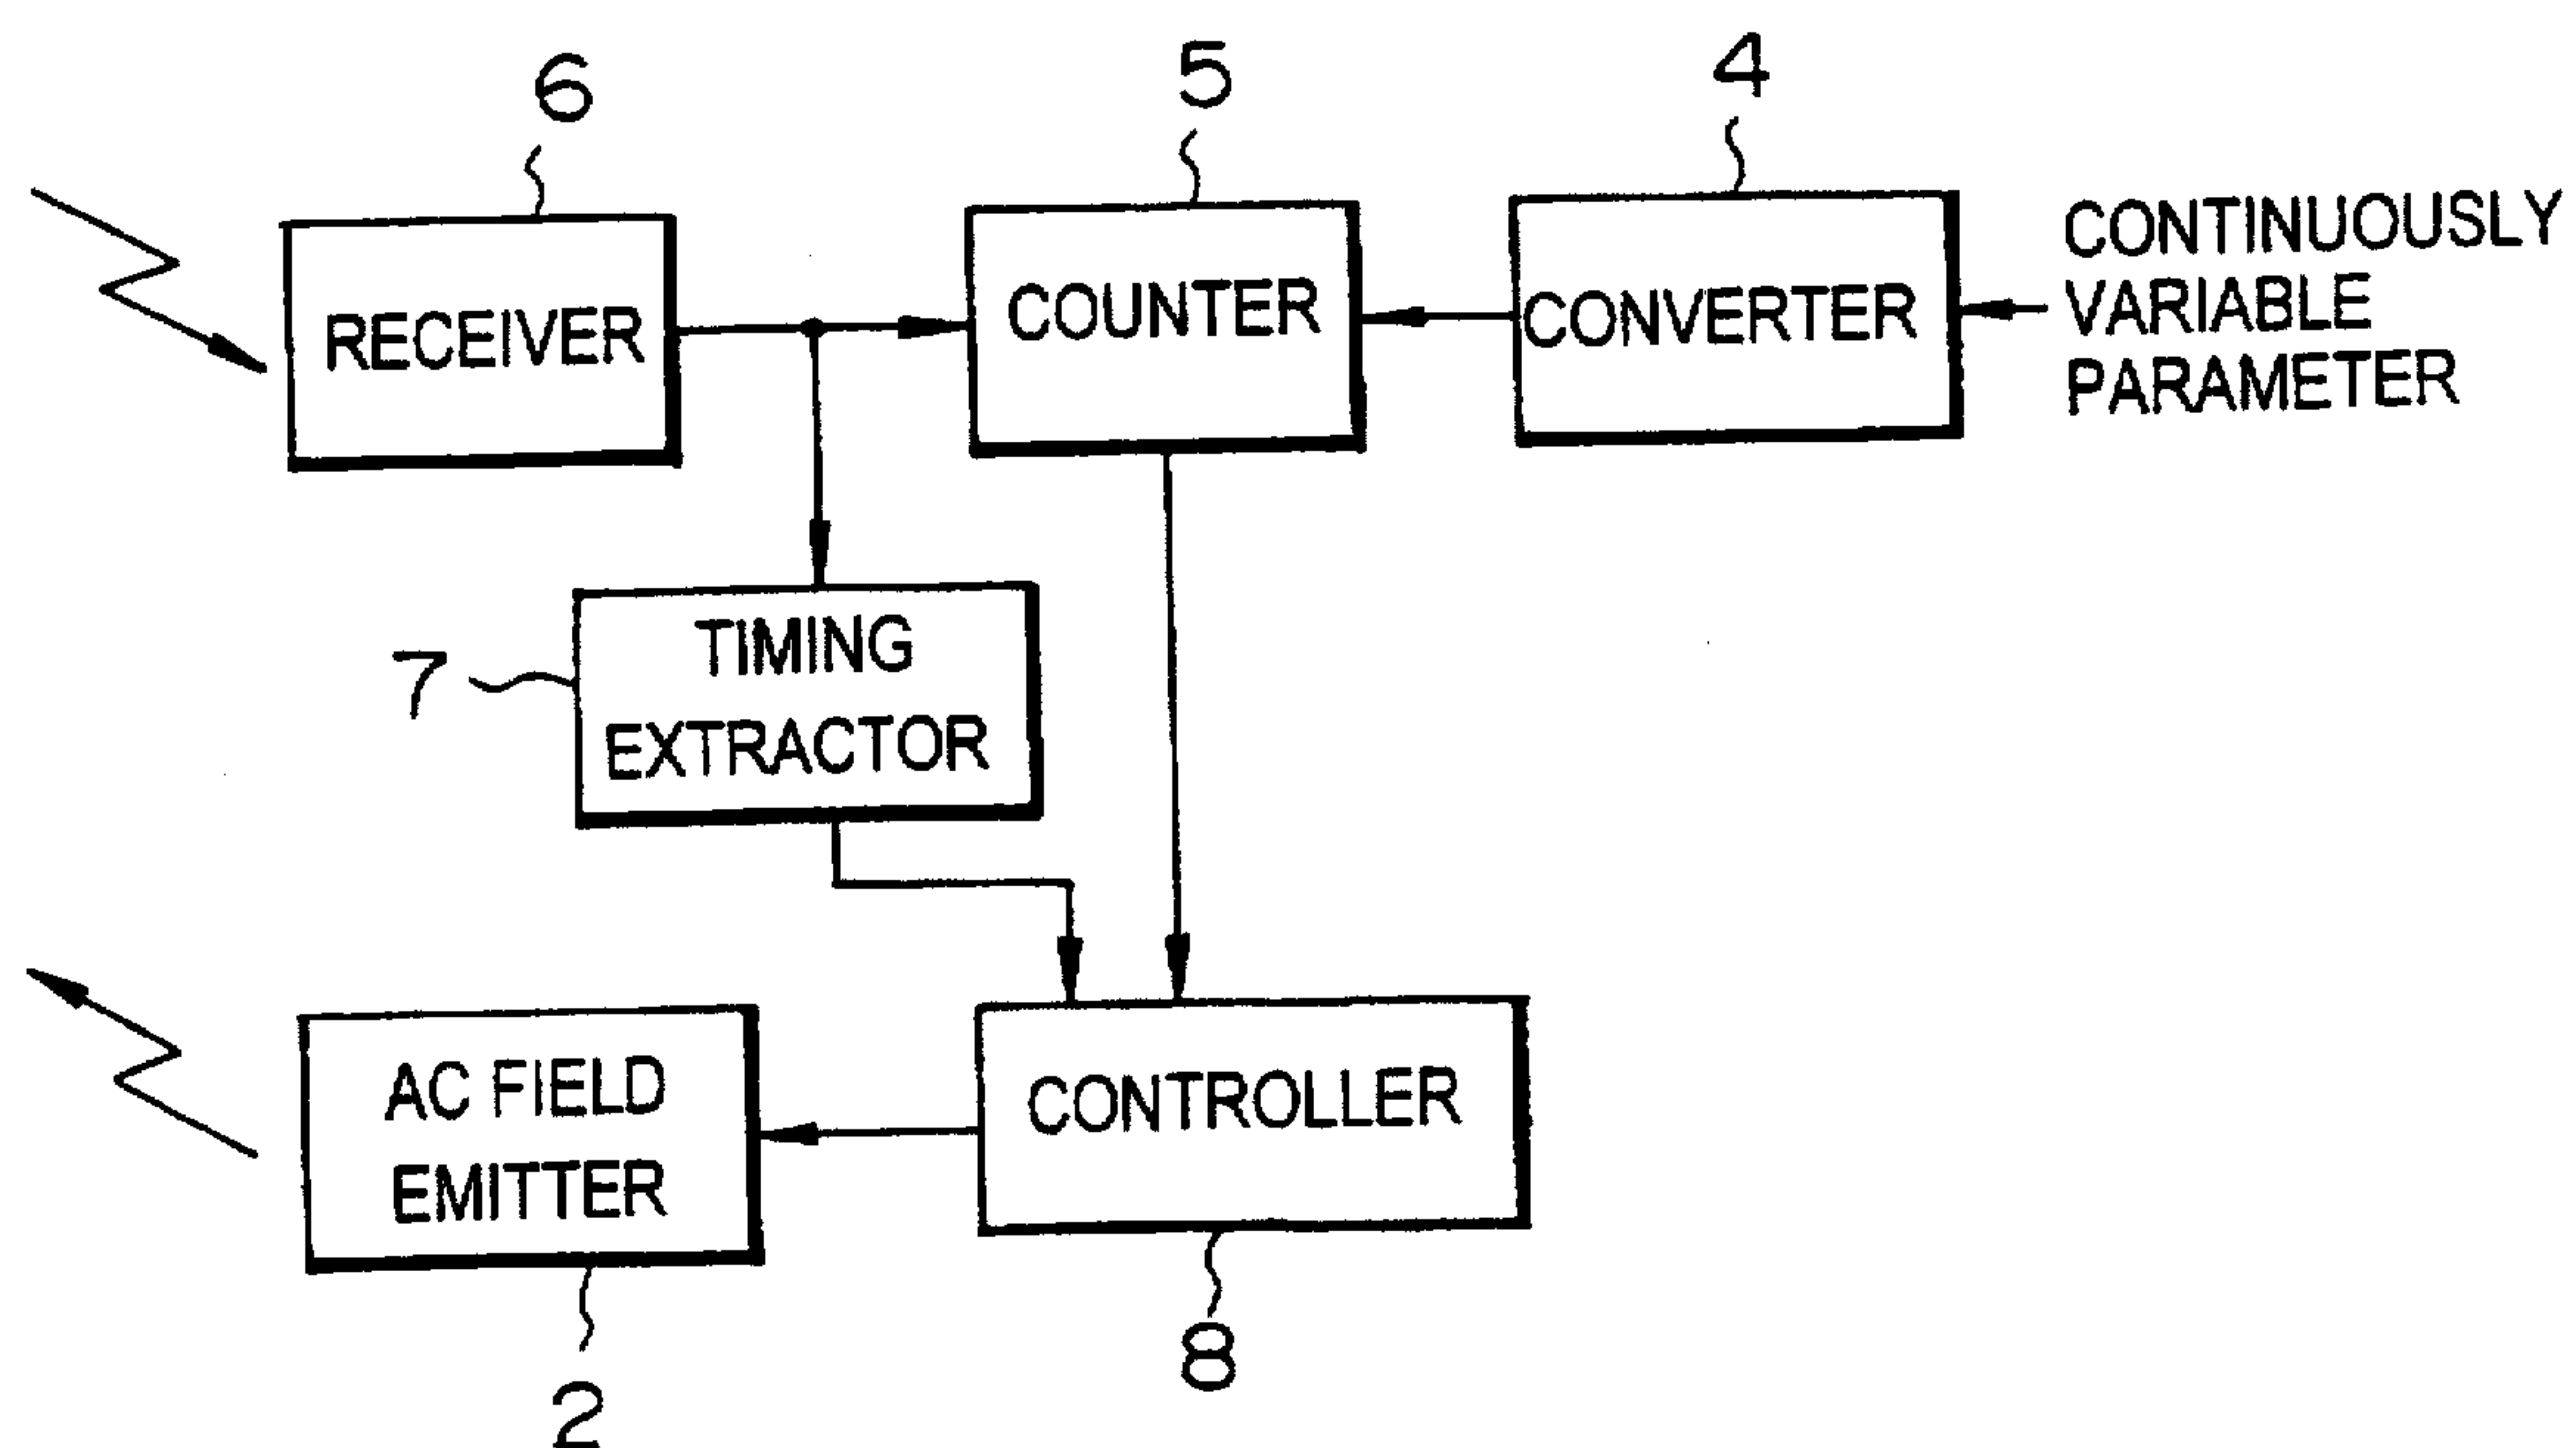 6
5
4
RECEIVER
COUNTER
CONVERTER
CONTINUOUSLY
VARIABLE
PARAMETER
7
TIMING
EXTRACTOR
AC FIELD
EMITTER
CONTROLLER
2
8